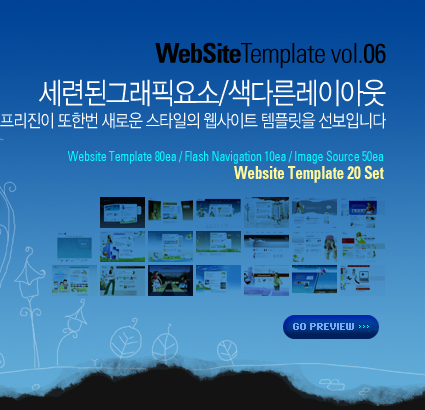 WebSiteTemplate vol.06
세련된그래픽요소/색다른레이아웃
프리진이 또한번 새로운 스타일의 웹사이트 템플릿을 선보입니다
Website Template 80ea / Flash Navigation 10ea / Image Source 50ea
Website Template 20 Set
GO PREVIEW >>>